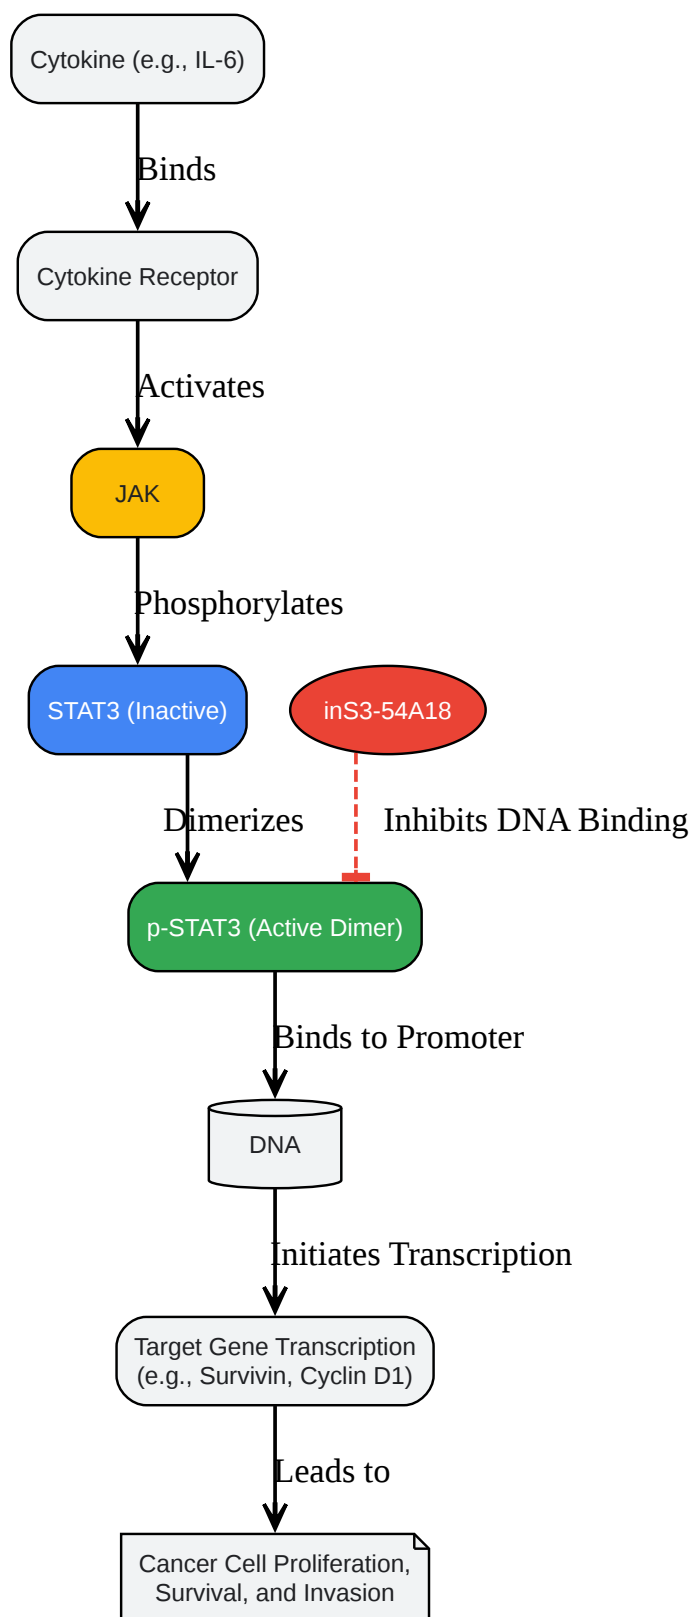 Cytokine (e.g., IL-6)
Binds
Cytokine Receptor
Activates
JAK
Phosphorylates
STAT3 (Inactive)
inS3-54A18
Dimerizes
Inhibits DNA Binding
p-STAT3 (Active Dimer)
Binds to Promoter
DNA
Initiates Transcription
Target Gene Transcription
(e.g., Survivin, Cyclin D1)
Leads to
Cancer Cell Proliferation,
Survival, and Invasion